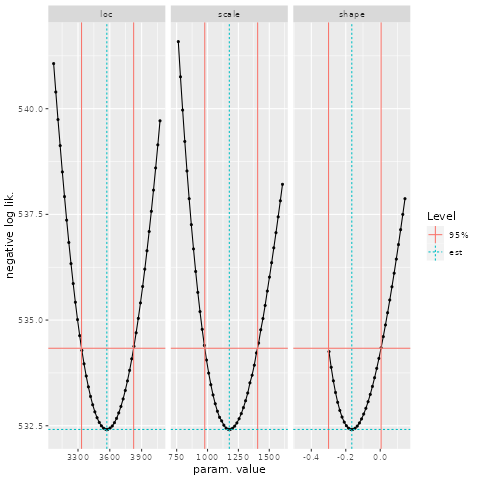 loc scale shape
540.0
537.5
535.0
532.5
negative log lik.
3300 3600 3900 750 1000 1250 1500 -0.4 -0.2 0.0
param. value
Level
95%
est